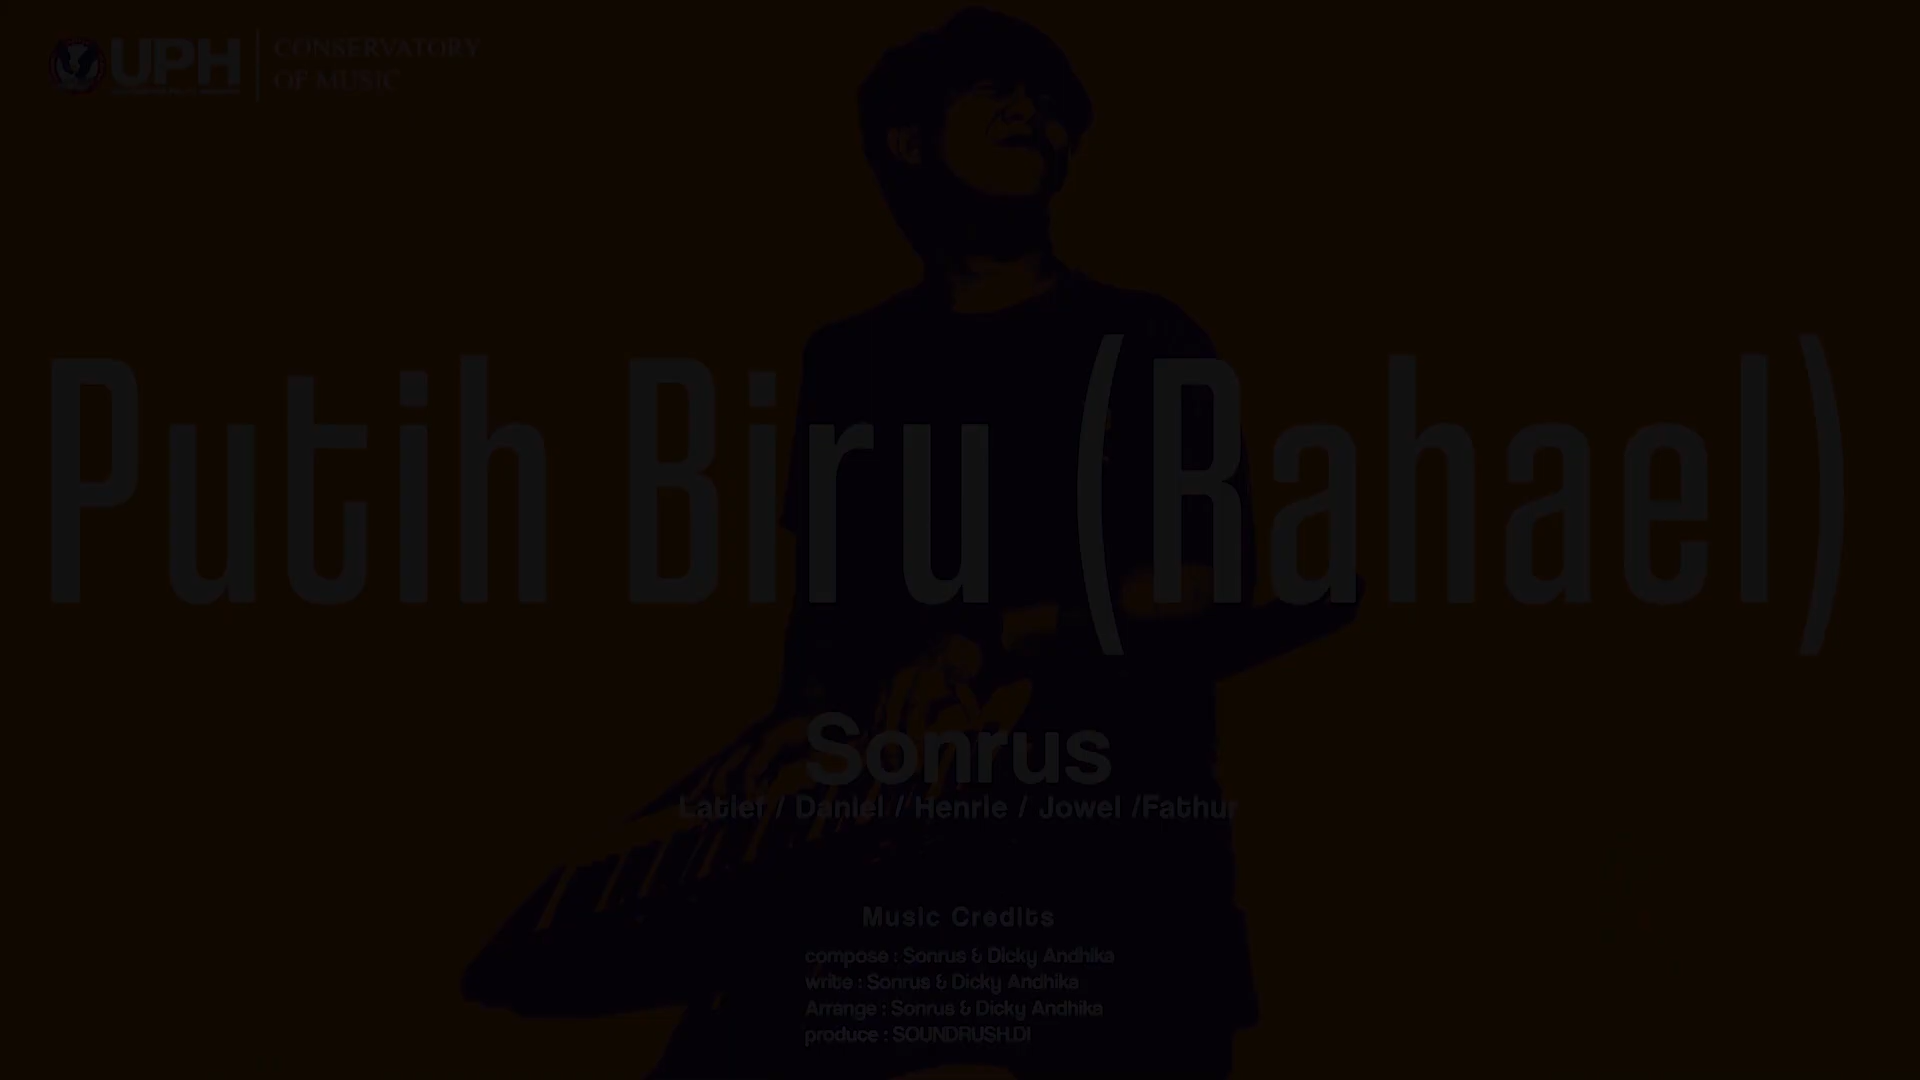 UPH
CONSERVATORY
OF MUSIC
Putih Biru (Rahael)
Sonrus
Latief / Daniel / Henrie / Jowel /Fathur
Music Credits
compose : Sonrus & Dicky Andhika
write : Sonrus & Dicky Andhika
Arrange : Sonrus & Dicky Andhika
produce : SOUNDRUSH.DI